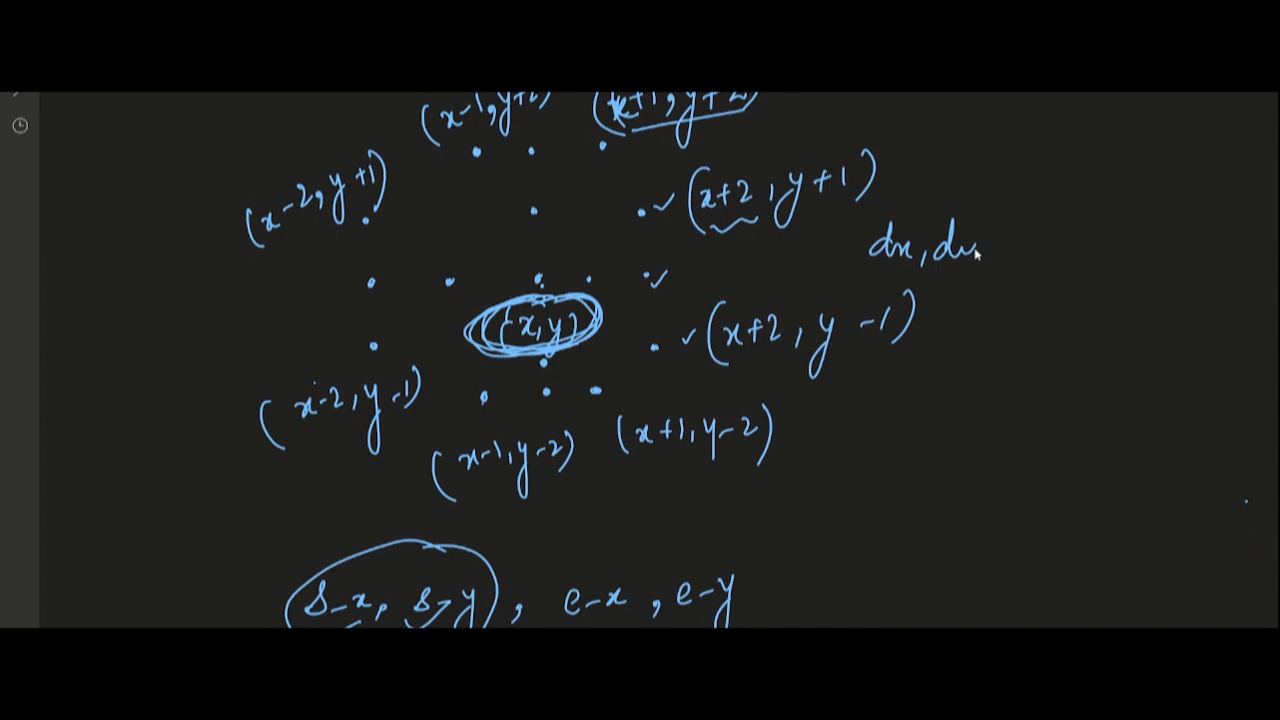 (x-1,y+2) (x+1,y+2)
(x-2,y+1) (x+2,y+1)
dx,dy
(x,y) (x+2,y-1)
(x-2,y-1)
(x-1,y-2) (x+1,y-2)
(s-x, s-y), e-x, e-y